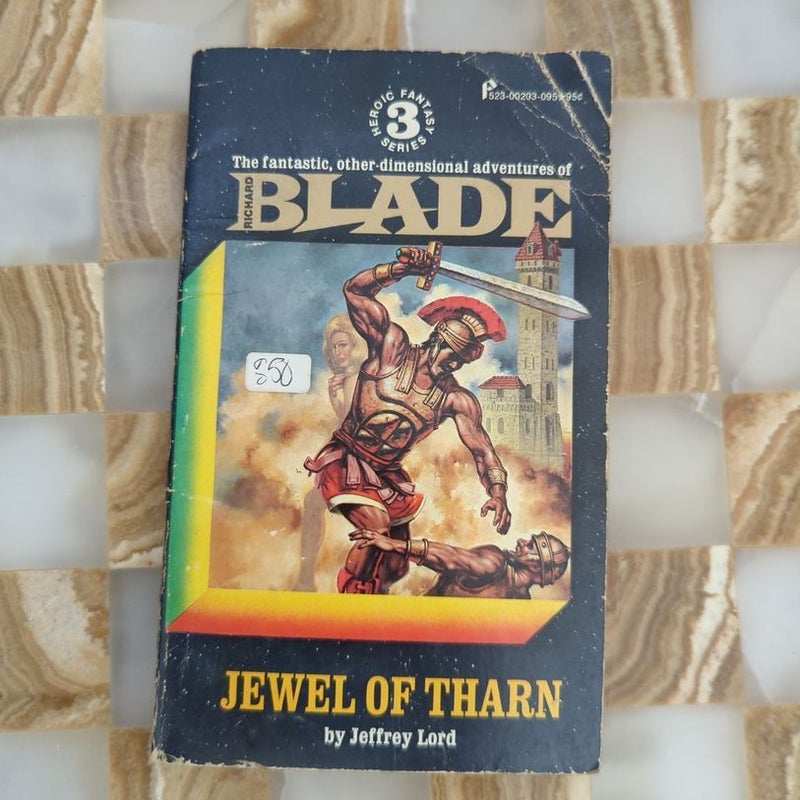 523-00203-095 95¢
HEROIC FANTASY
3
SERIES
The fantastic, other-dimensional adventures of
RICHARD
BLADE
850
JEWEL OF THARN
by Jeffrey Lord